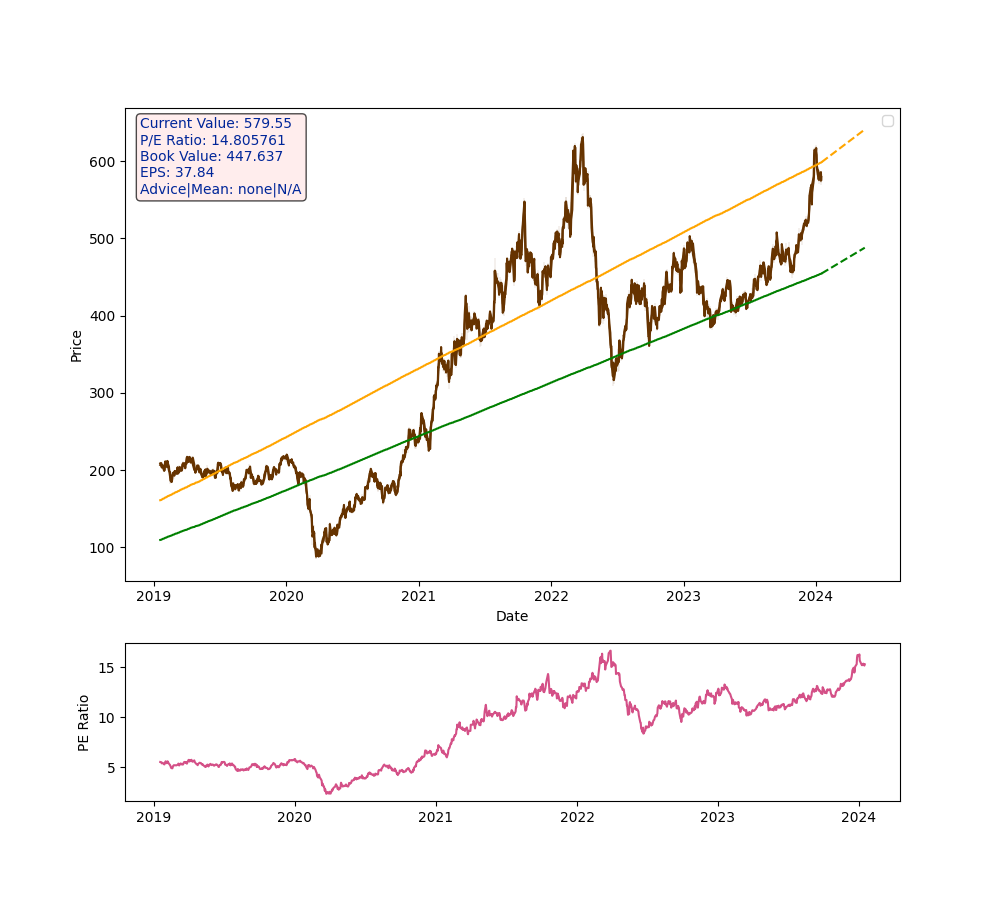 Current Value: 579.55
P/E Ratio: 14.805761
Book Value: 447.637
EPS: 37.84
Advice|Mean: none|N/A
600
500
400
300
200
100
Price
2019 2020 2021 2022 2023 2024
Date
15
10
5
PE Ratio
2019 2020 2021 2022 2023 2024